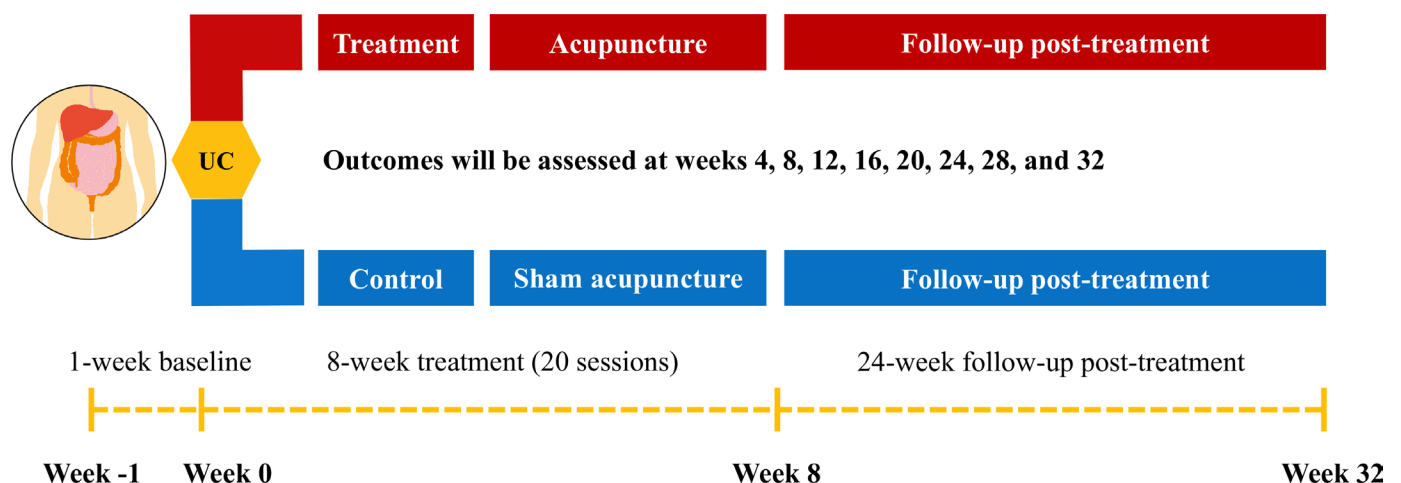 Treatment
Acupuncture
Follow-up post-treatment
UC
Outcomes will be assessed at weeks 4, 8, 12, 16, 20, 24, 28, and 32
Control
Sham acupuncture
Follow-up post-treatment
1-week baseline
8-week treatment (20 sessions)
24-week follow-up post-treatment
Week -1
Week 0
Week 8
Week 32